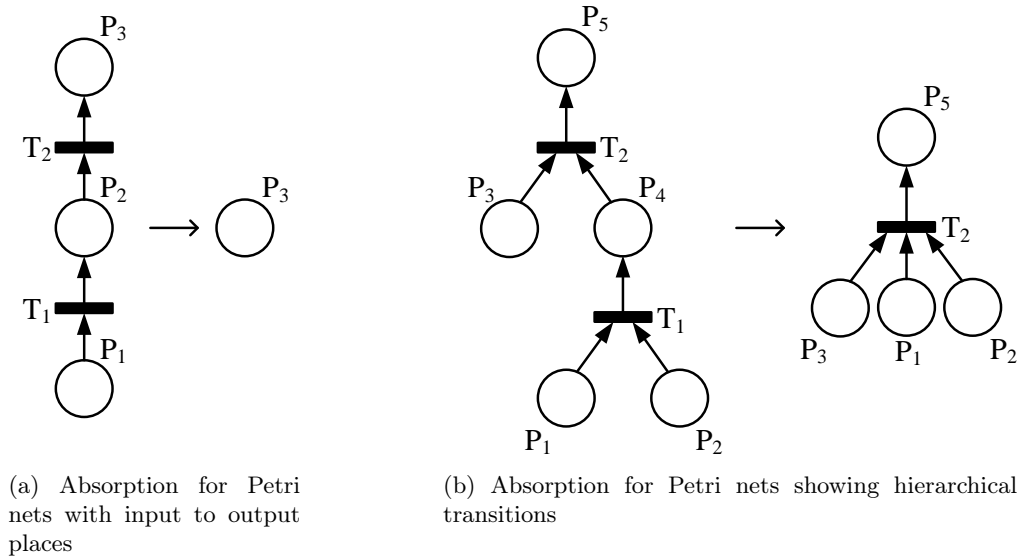 P₃
T₂
P₂
P₃
T₁
P₁
(a) Absorption for Petri
nets with input to output
places
P₅
T₂
P₃ P₄
T₁
P₁ P₂
P₅
T₂
P₃ P₁ P₂
(b) Absorption for Petri nets showing hierarchical
transitions